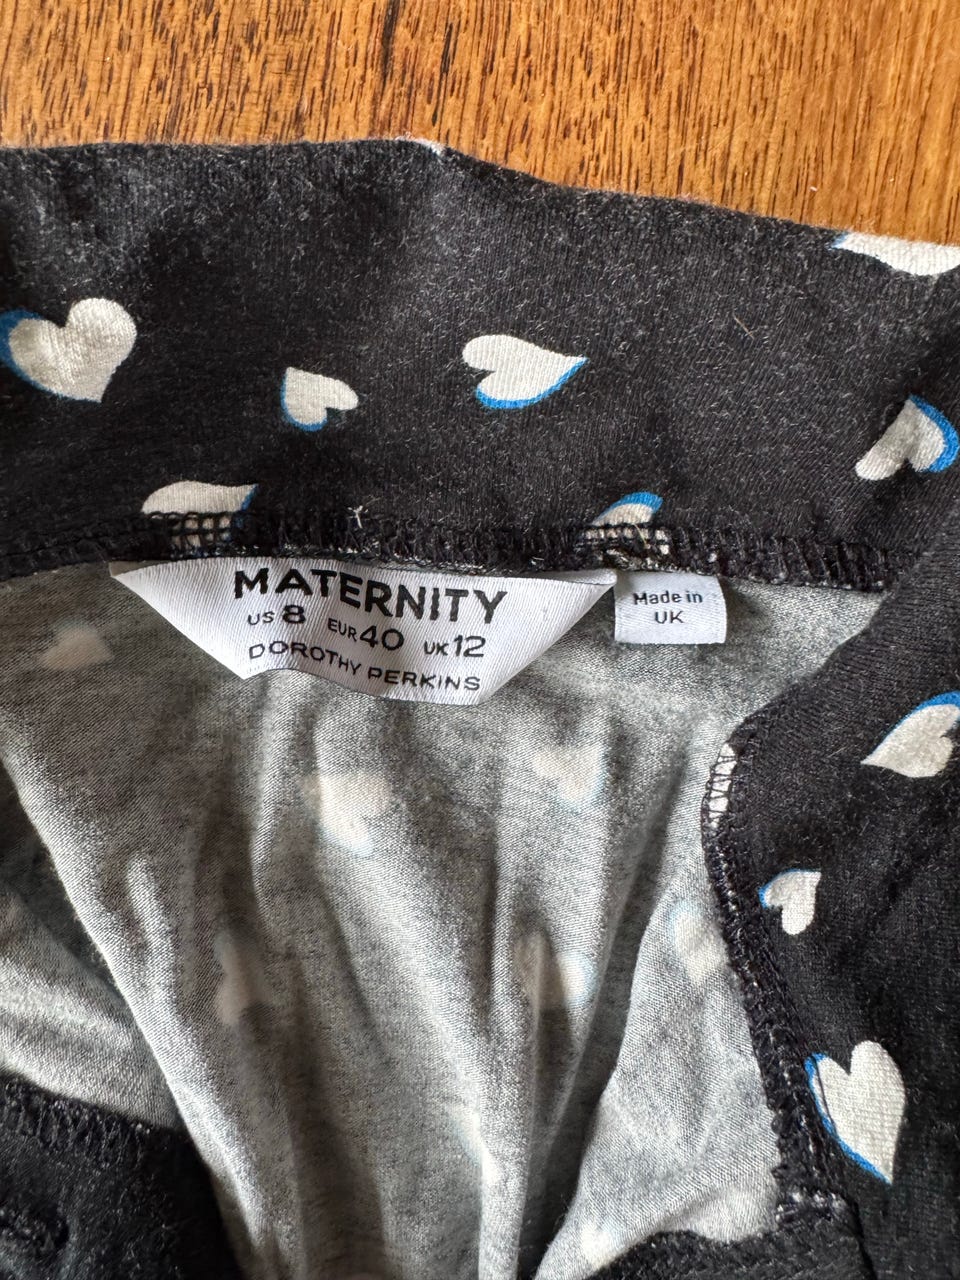 MATERNITY
US 8 EUR 40 UK 12
DOROTHY PERKINS
Made in
UK